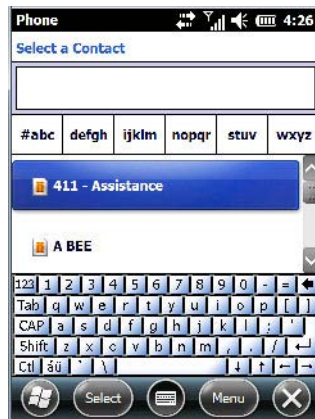 Phone 4:26
Select a Contact
#abc defgh ijklm nopqr stuv wxyz
411 - Assistance
A BEE
123 1 2 3 4 5 6 7 8 9 0 - =
Tab q w e r t y u i o p [ ]
CAP a s d f g h j k l ; '
Shift z x c v b n m , . /
Ctl áü ` \
Select Menu